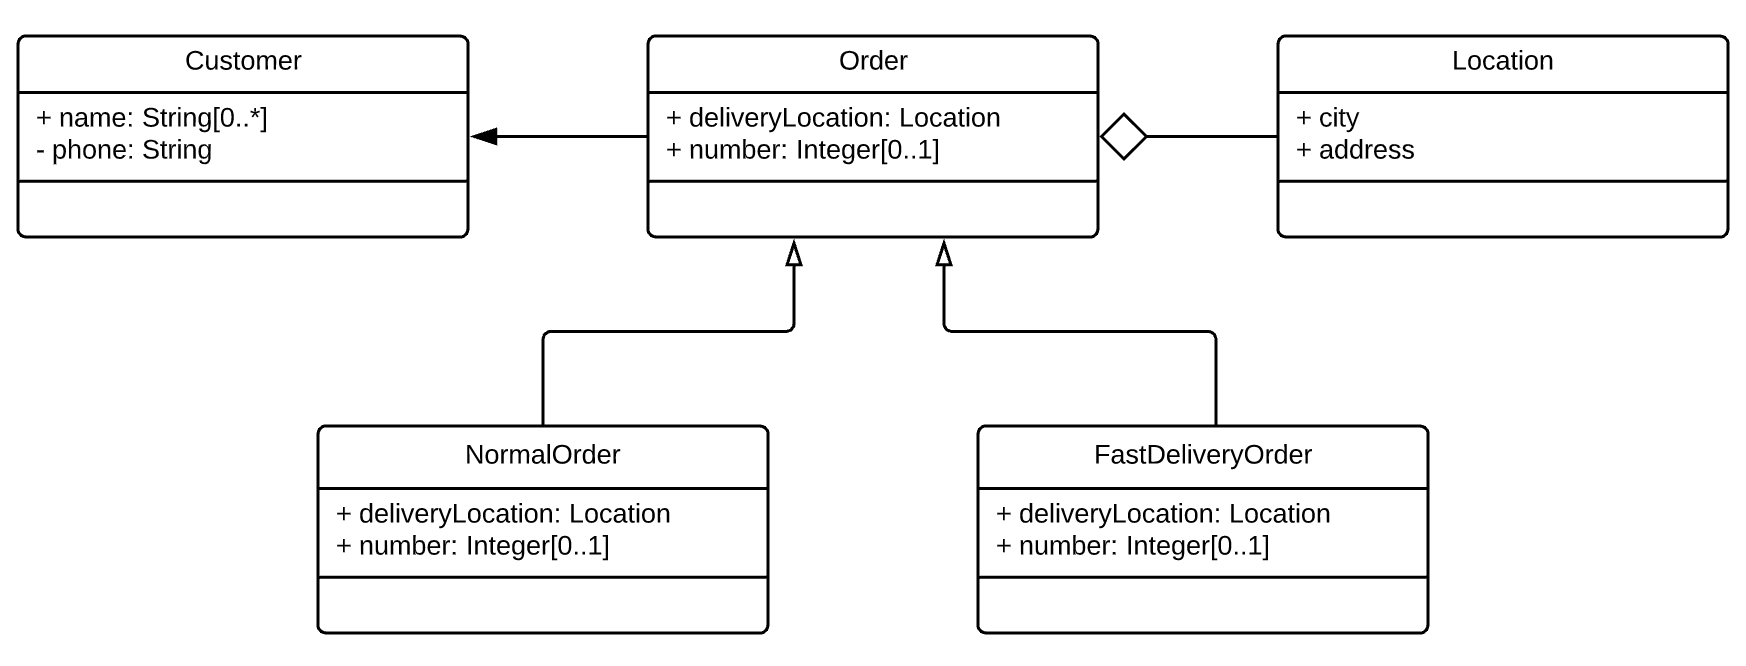 Customer
+ name: String[0..*]
- phone: String
Order
+ deliveryLocation: Location
+ number: Integer[0..1]
Location
+ city
+ address
NormalOrder
+ deliveryLocation: Location
+ number: Integer[0..1]
FastDeliveryOrder
+ deliveryLocation: Location
+ number: Integer[0..1]